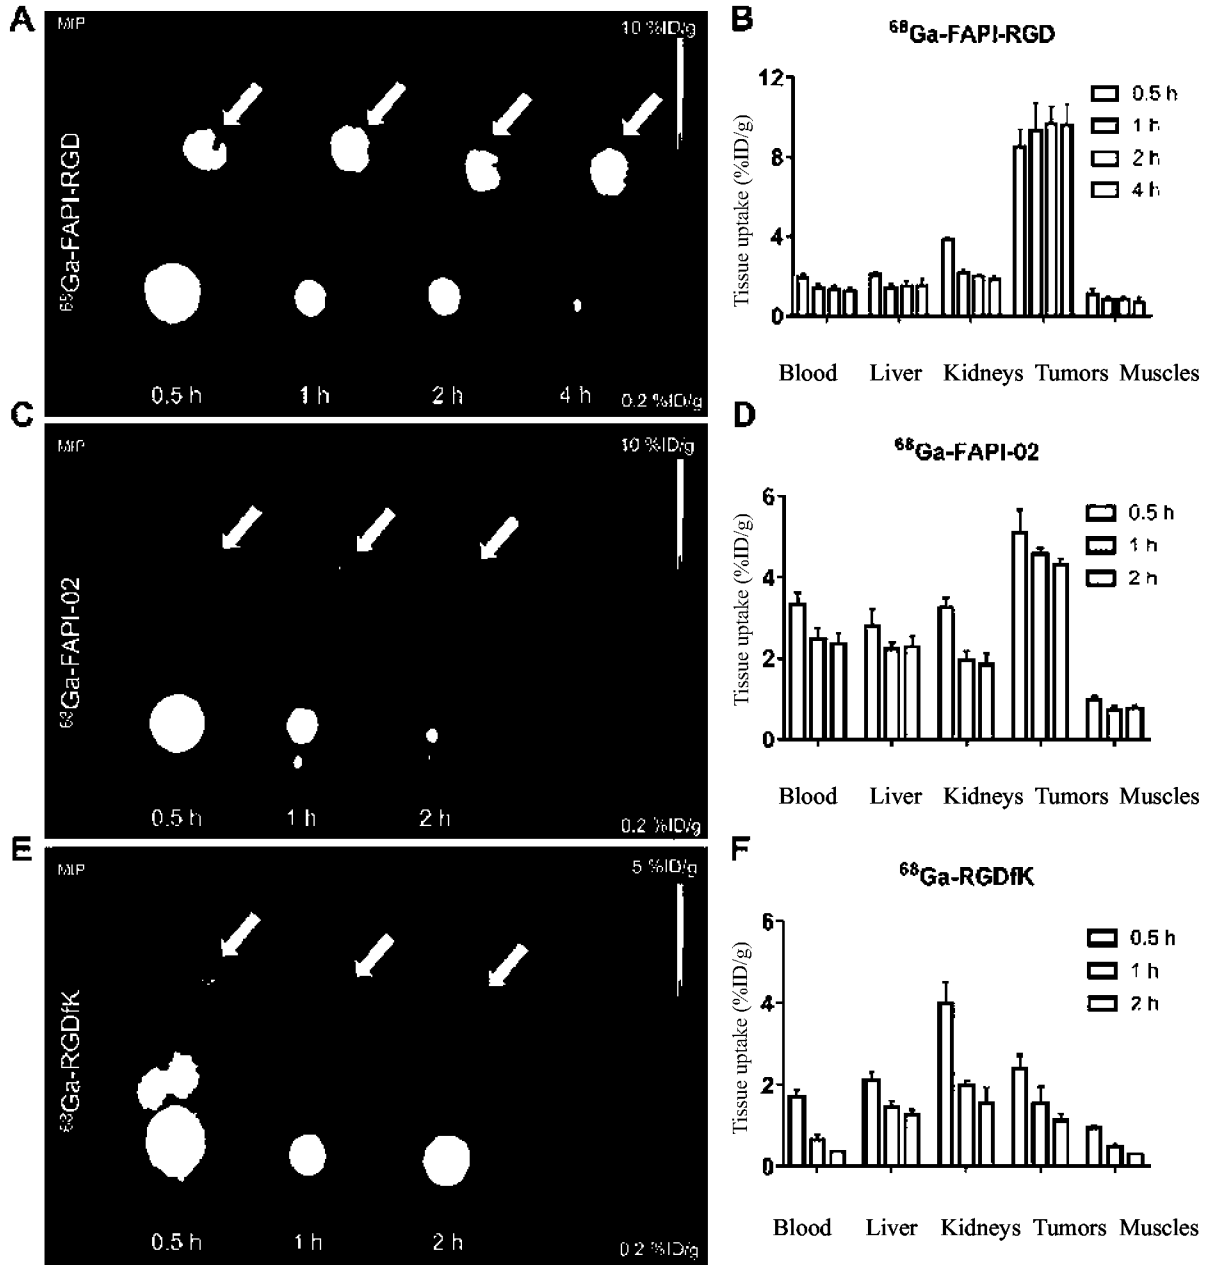 A
MIP
10 %ID/g
68Ga-FAPI-RGD
0.5 h
1 h
2 h
4 h
0.2 %ID/g
B
68Ga-FAPI-RGD
Tissue uptake (%ID/g)
12
8
4
0
0.5 h
1 h
2 h
4 h
Blood Liver Kidneys Tumors Muscles
C
MIP
10 %ID/g
68Ga-FAPI-02
0.5 h
1 h
2 h
0.2 %ID/g
D
68Ga-FAPI-02
Tissue uptake (%ID/g)
6
4
2
0
0.5 h
1 h
2 h
Blood Liver Kidneys Tumors Muscles
E
MIP
5 %ID/g
68Ga-RGDfK
0.5 h
1 h
2 h
0.2 %ID/g
F
68Ga-RGDfK
Tissue uptake (%ID/g)
6
4
2
0
0.5 h
1 h
2 h
Blood Liver Kidneys Tumors Muscles